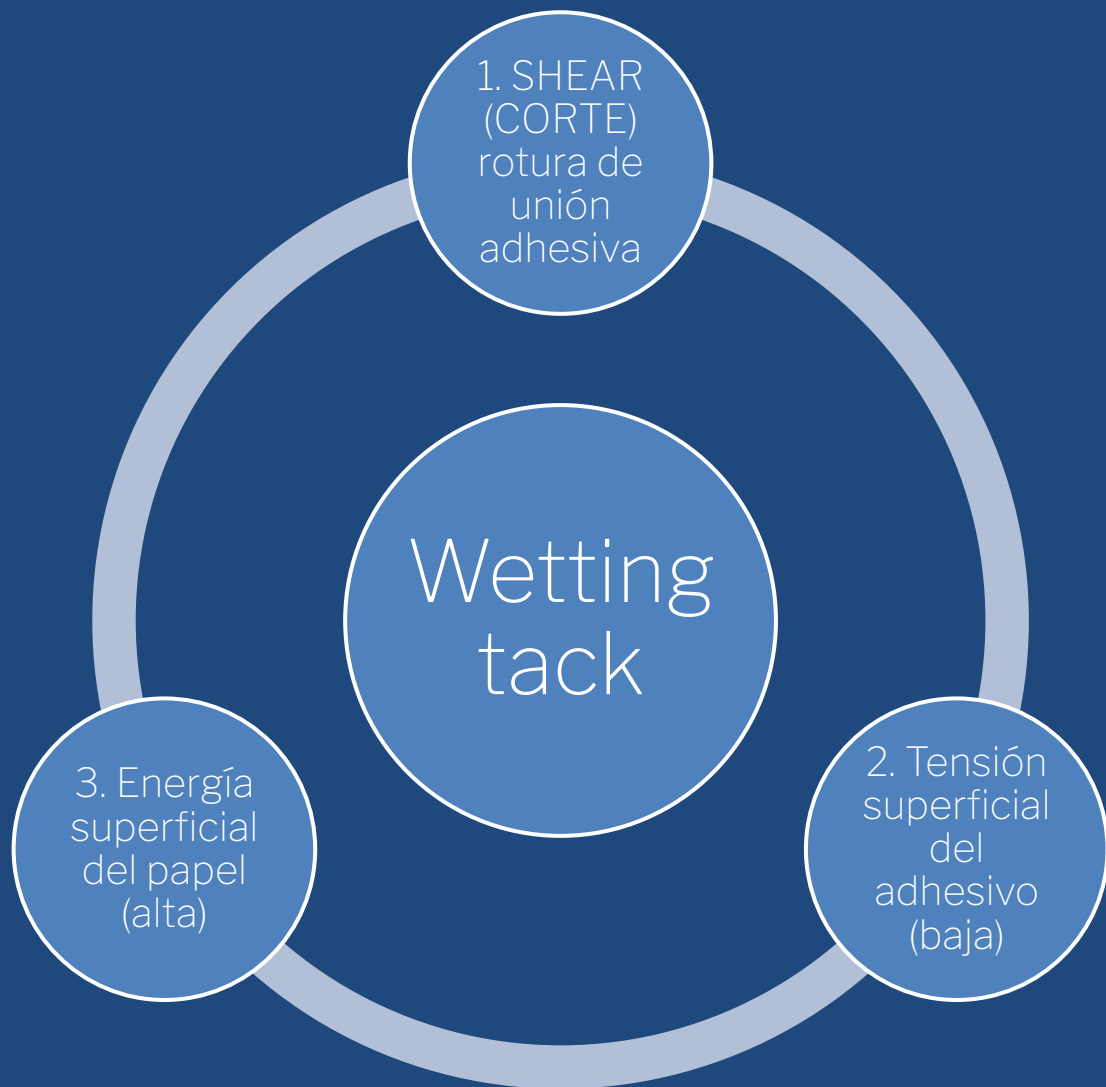 1. SHEAR
(CORTE)
rotura de
unión
adhesiva
Wetting
tack
2. Tensión
superficial
del
adhesivo
(baja)
3. Energía
superficial
del papel
(alta)